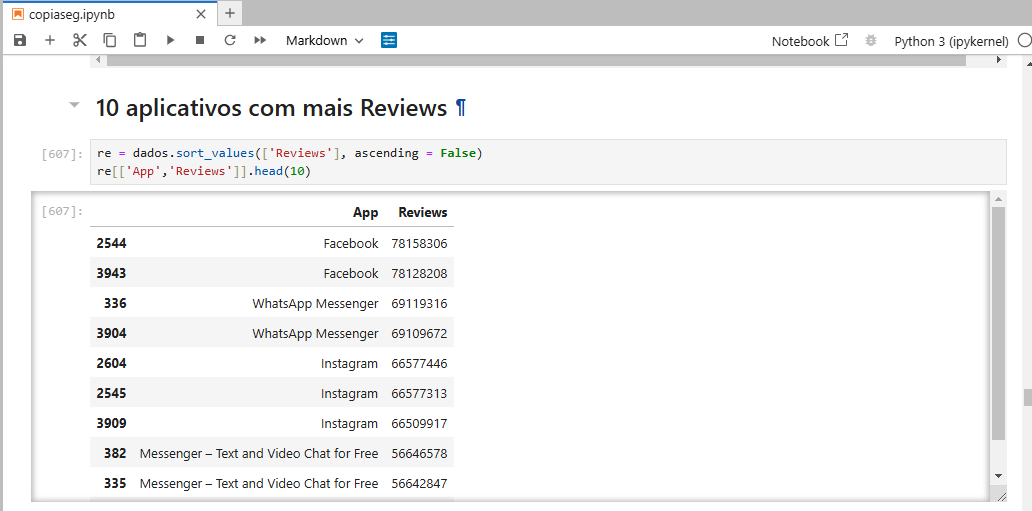 copiaseg.ipynb
Markdown
Notebook
Python 3 (ipykernel)
10 aplicativos com mais Reviews ¶
[607]:
re = dados.sort_values(['Reviews'], ascending = False)
re[['App','Reviews']].head(10)
[607]:
App Reviews
2544 Facebook 78158306
3943 Facebook 78128208
336 WhatsApp Messenger 69119316
3904 WhatsApp Messenger 69109672
2604 Instagram 66577446
2545 Instagram 66577313
3909 Instagram 66509917
382 Messenger – Text and Video Chat for Free 56646578
335 Messenger – Text and Video Chat for Free 56642847